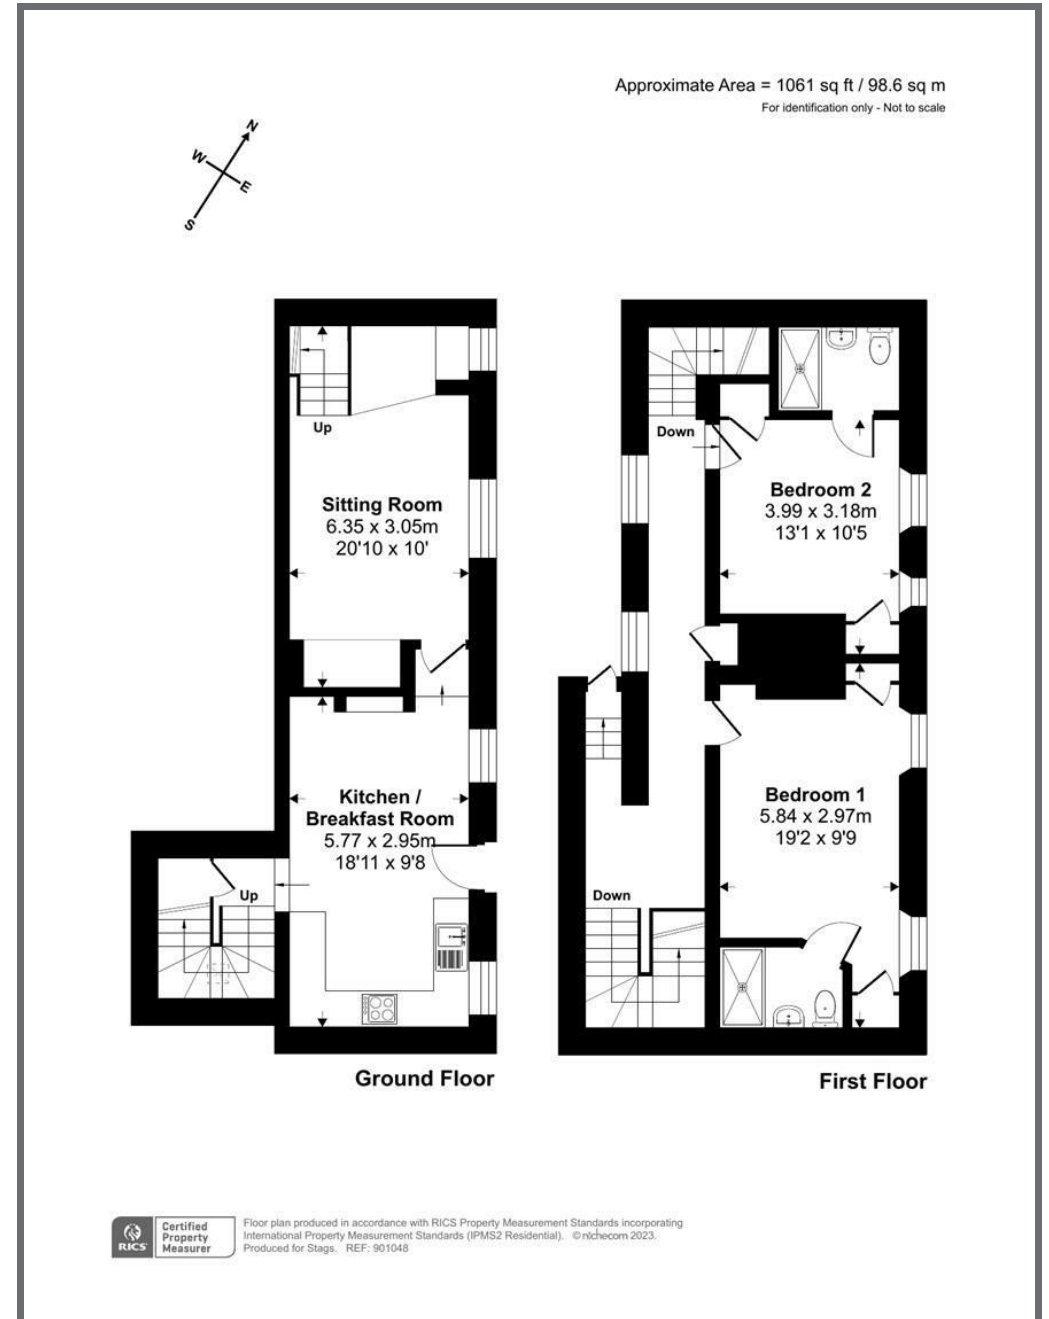 Approximate Area = 1061 sq ft / 98.6 sq m
For identification only - Not to scale
N
W
E
S
Up
Sitting Room
6.35 x 3.05m
20'10 x 10'
Kitchen /
Breakfast Room
5.77 x 2.95m
18'11 x 9'8
Up
Ground Floor
Down
Bedroom 2
3.99 x 3.18m
13'1 x 10'5
Bedroom 1
5.84 x 2.97m
19'2 x 9'9
Down
First Floor
RICS
Certified
Property
Measurer
Floor plan produced in accordance with RICS Property Measurement Standards incorporating
International Property Measurement Standards (IPMS2 Residential). © nichecom 2023.
Produced for Stags. REF: 901048